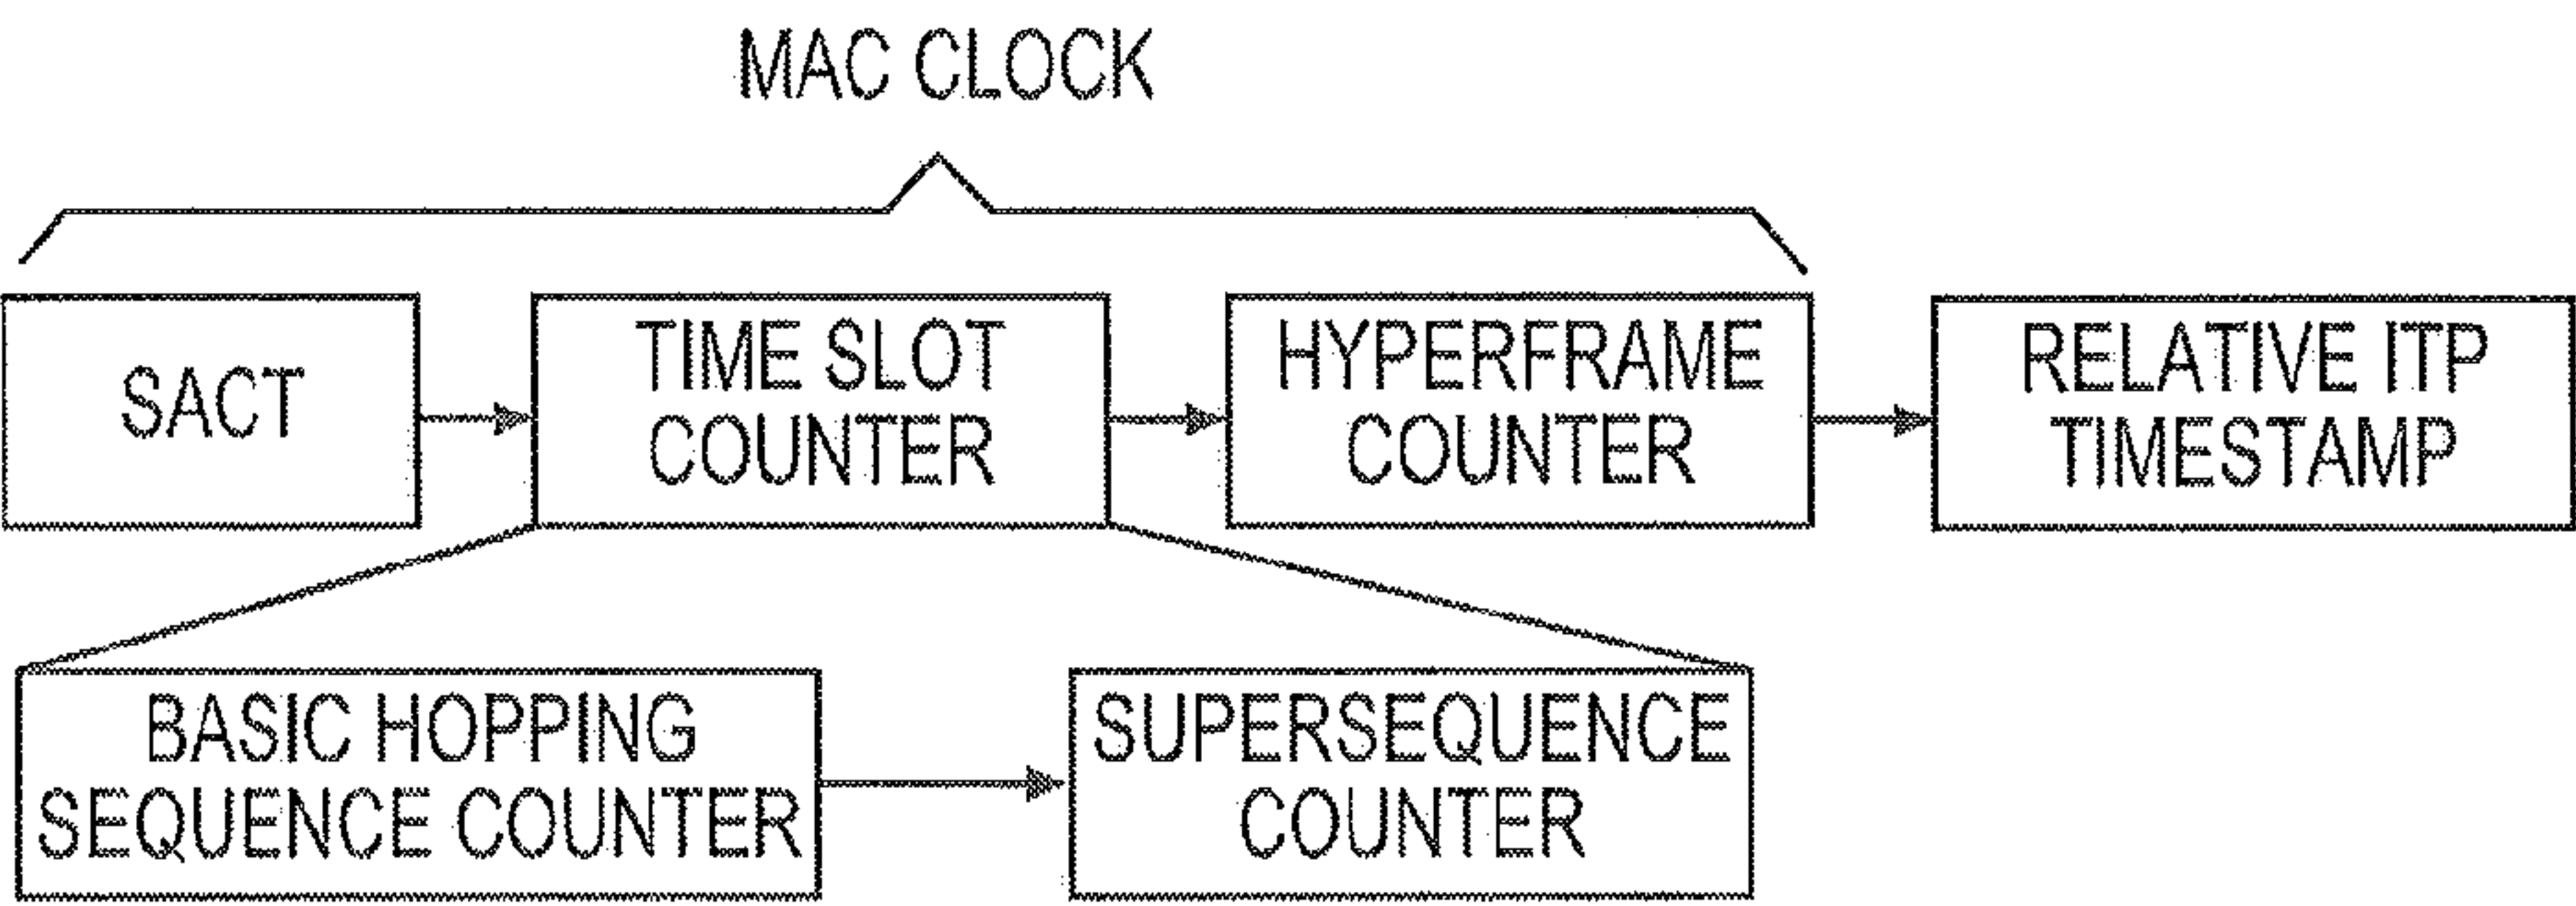 MAC CLOCK
SACT
TIME SLOT
COUNTER
HYPERFRAME
COUNTER
RELATIVE ITP
TIMESTAMP
BASIC HOPPING
SEQUENCE COUNTER
SUPERSEQUENCE
COUNTER